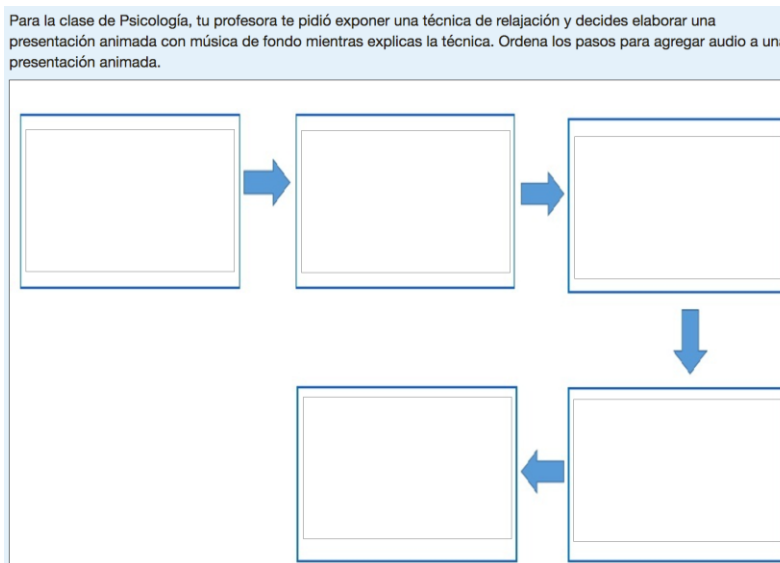 Para la clase de Psicología, tu profesora te pidió exponer una técnica de relajación y decides elaborar una
presentación animada con música de fondo mientras explicas la técnica. Ordena los pasos para agregar audio a una
presentación animada.